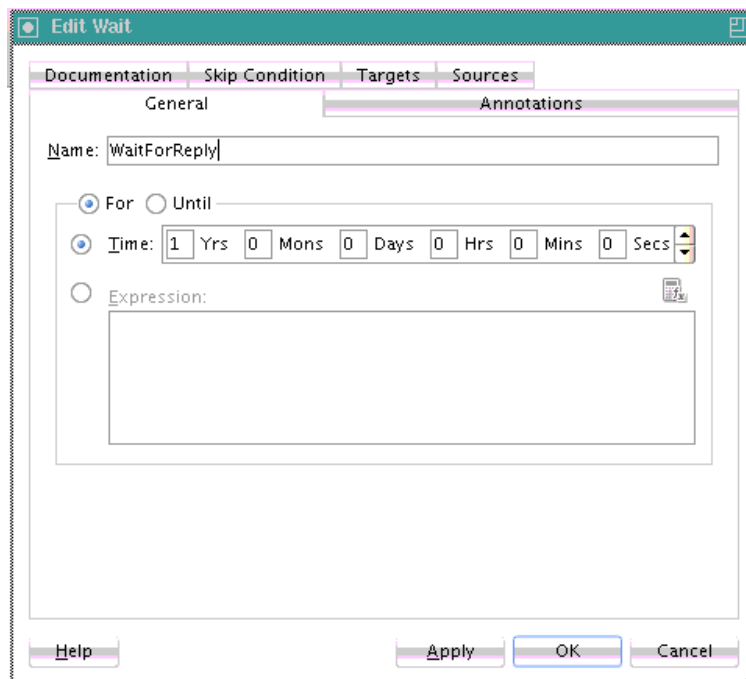 Edit Wait
Documentation Skip Condition Targets Sources
General Annotations
Name: WaitForReply
For Until
Time: 1 Yrs 0 Mons 0 Days 0 Hrs 0 Mins 0 Secs
Expression:
Help Apply OK Cancel